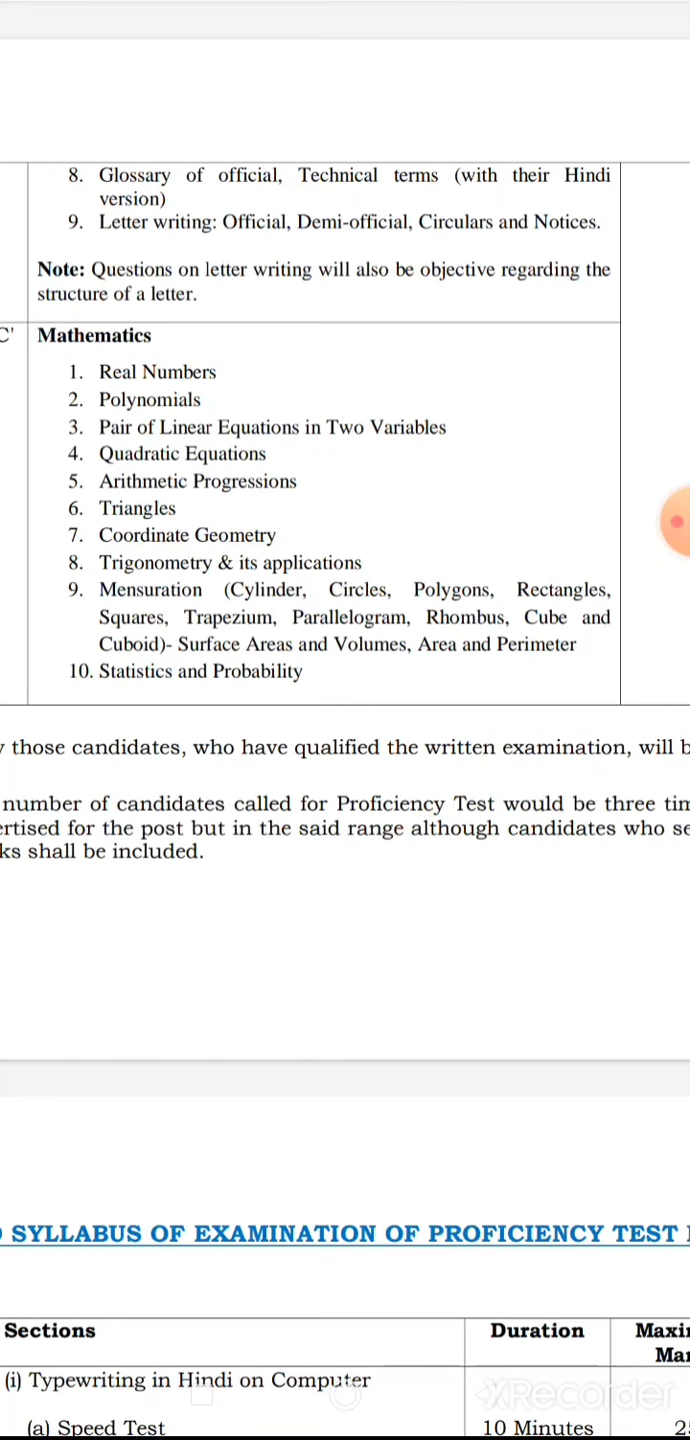 8. Glossary of official, Technical terms (with their Hindi
version)
9. Letter writing: Official, Demi-official, Circulars and Notices.
Note: Questions on letter writing will also be objective regarding the
structure of a letter.
C' Mathematics
1. Real Numbers
2. Polynomials
3. Pair of Linear Equations in Two Variables
4. Quadratic Equations
5. Arithmetic Progressions
6. Triangles
7. Coordinate Geometry
8. Trigonometry & its applications
9. Mensuration (Cylinder, Circles, Polygons, Rectangles,
Squares, Trapezium, Parallelogram, Rhombus, Cube and
Cuboid)- Surface Areas and Volumes, Area and Perimeter
10. Statistics and Probability
those candidates, who have qualified the written examination, will
number of candidates called for Proficiency Test would be three
for the post but in the said range although candidates who
shall be included.
SYLLABUS OF EXAMINATION OF PROFICIENCY TEST
Sections Duration
(i) Typewriting in Hindi on Computer
XRecorder
(a) Speed Test 10 Minutes